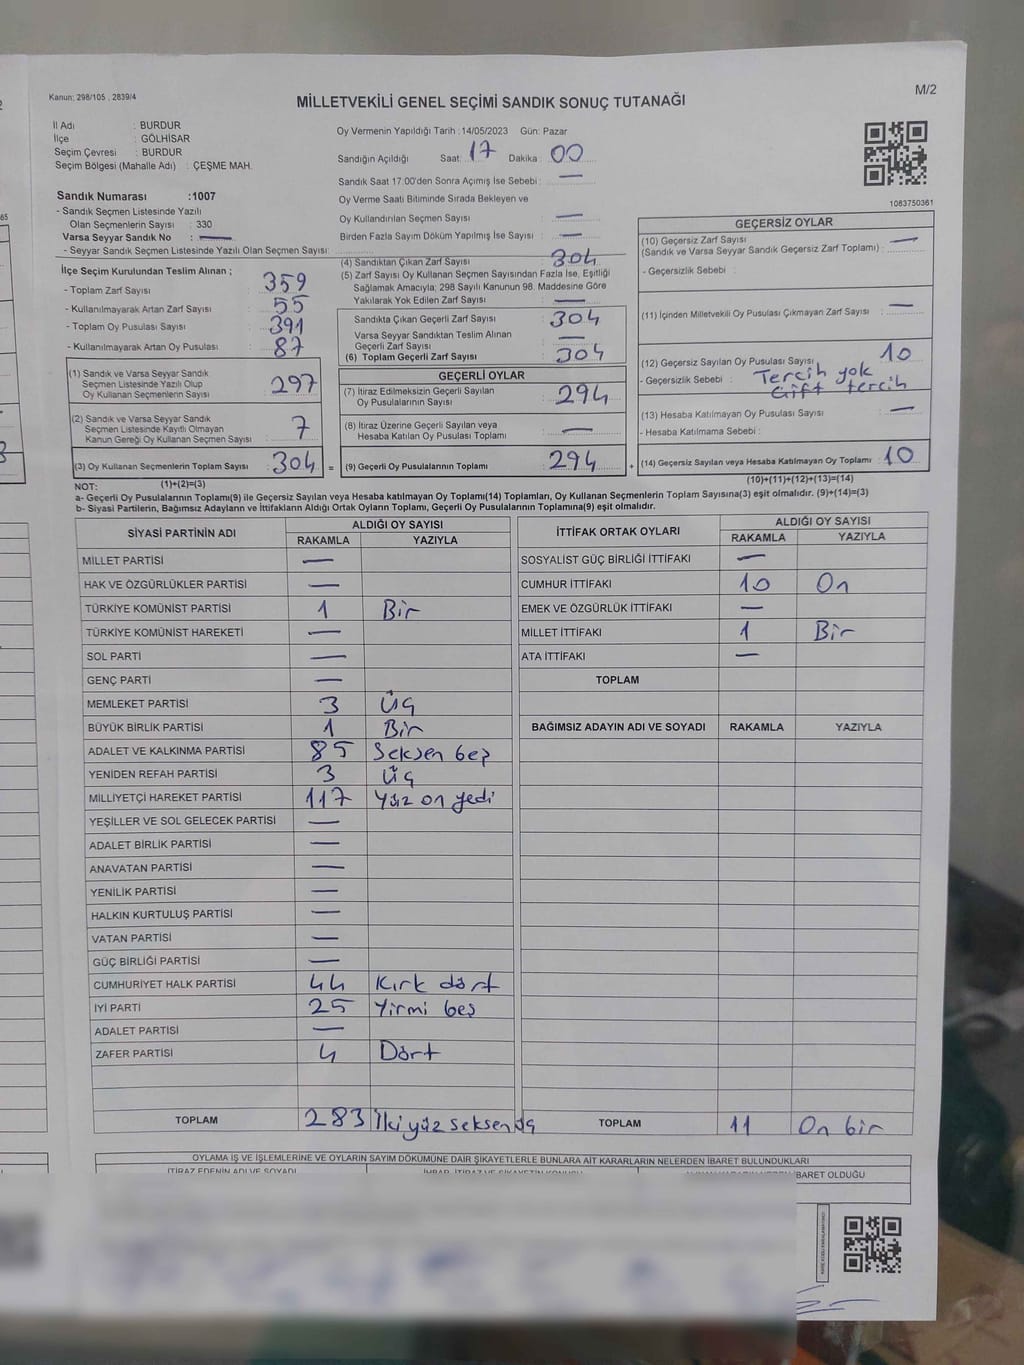 Kanun: 298/105 , 2839/4
MİLLETVEKİLİ GENEL SEÇİMİ SANDIK SONUÇ TUTANAĞI
M/2
İl Adı : BURDUR
İlçe : GÖLHİSAR
Seçim Çevresi : BURDUR
Seçim Bölgesi (Mahalle Adı) : ÇEŞME MAH.
Sandık Numarası :1007
- Sandık Seçmen Listesinde Yazılı
Olan Seçmenlerin Sayısı : 330
Varsa Seyyar Sandık No : —
- Seyyar Sandık Seçmen Listesinde Yazılı Olan Seçmen Sayısı:
İlçe Seçim Kurulundan Teslim Alınan ;
- Toplam Zarf Sayısı : 359
- Kullanılmayarak Artan Zarf Sayısı : 55
- Toplam Oy Pusulası Sayısı : 391
- Kullanılmayarak Artan Oy Pusulası : 87
(1) Sandık ve Varsa Seyyar Sandık
Seçmen Listesinde Yazılı Olup
Oy Kullanan Seçmenlerin Sayısı : 297
(2) Sandık ve Varsa Seyyar Sandık
Seçmen Listesinde Kayıtlı Olmayan
Kanun Gereği Oy Kullanan Seçmen Sayısı : 7
(3) Oy Kullanan Seçmenlerin Toplam Sayısı : 304 =
(1)+(2)=(3)
Oy Vermenin Yapıldığı Tarih : 14/05/2023 Gün: Pazar
Sandığın Açıldığı Saat: 17 Dakika : 00
Sandık Saat 17:00'den Sonra Açımış İse Sebebi : —
Oy Verme Saati Bitiminde Sırada Bekleyen ve
Oy Kullandırılan Seçmen Sayısı : —
Birden Fazla Sayım Döküm Yapılmış İse Sayısı : —
(4) Sandıktan Çıkan Zarf Sayısı : 304
(5) Zarf Sayısı Oy Kullanan Seçmen Sayısından Fazla İse, Eşitliği
Sağlamak Amacıyla; 298 Sayılı Kanunun 98. Maddesine Göre
Yakılarak Yok Edilen Zarf Sayısı : —
Sandıkta Çıkan Geçerli Zarf Sayısı : 304
Varsa Seyyar Sandıktan Teslim Alınan
Geçerli Zarf Sayısı : —
(6) Toplam Geçerli Zarf Sayısı : 304
GEÇERLİ OYLAR
(7) İtiraz Edilmeksizin Geçerli Sayılan
Oy Pusulalarının Sayısı : 294
(8) İtiraz Üzerine Geçerli Sayılan veya
Hesaba Katılan Oy Pusulası Toplamı : —
(9) Geçerli Oy Pusulalarının Toplamı : 294 +
1083750361
GEÇERSİZ OYLAR
(10) Geçersiz Zarf Sayısı
(Sandık ve Varsa Seyyar Sandık Geçersiz Zarf Toplamı) : —
- Geçersizlik Sebebi :
(11) İçinden Milletvekili Oy Pusulası Çıkmayan Zarf Sayısı : —
(12) Geçersiz Sayılan Oy Pusulası Sayısı : 10
- Geçersizlik Sebebi : Tercih yok
Çift tercih
(13) Hesaba Katılmayan Oy Pusulası Sayısı : —
- Hesaba Katılmama Sebebi :
(14) Geçersiz Sayılan veya Hesaba Katılmayan Oy Toplamı : 10
(10)+(11)+(12)+(13)=(14)
NOT:
a- Geçerli Oy Pusulalarının Toplamı(9) ile Geçersiz Sayılan veya Hesaba katılmayan Oy Toplamı(14) Toplamları, Oy Kullanan Seçmenlerin Toplam Sayısına(3) eşit olmalıdır. (9)+(14)=(3)
b- Siyasi Partilerin, Bağımsız Adayların ve İttifakların Aldığı Ortak Oyların Toplamı, Geçerli Oy Pusulalarının Toplamına(9) eşit olmalıdır.
SİYASİ PARTİNİN ADI
ALDIĞI OY SAYISI
RAKAMLA YAZIYLA
MİLLET PARTİSİ —
HAK VE ÖZGÜRLÜKLER PARTİSİ —
TÜRKİYE KOMÜNİST PARTİSİ 1 Bir
TÜRKİYE KOMÜNİST HAREKETİ —
SOL PARTİ —
GENÇ PARTİ —
MEMLEKET PARTİSİ 3 Üç
BÜYÜK BİRLİK PARTİSİ 1 Bir
ADALET VE KALKINMA PARTİSİ 85 Seksen beş
YENİDEN REFAH PARTİSİ 3 Üç
MİLLİYETÇİ HAREKET PARTİSİ 117 Yüz on yedi
YEŞİLLER VE SOL GELECEK PARTİSİ —
ADALET BİRLİK PARTİSİ —
ANAVATAN PARTİSİ —
YENİLİK PARTİSİ —
HALKIN KURTULUŞ PARTİSİ —
VATAN PARTİSİ —
GÜÇ BİRLİĞİ PARTİSİ —
CUMHURİYET HALK PARTİSİ 44 Kırk dört
İYİ PARTİ 25 Yirmi beş
ADALET PARTİSİ —
ZAFER PARTİSİ 4 Dört
TOPLAM 283 İki yüz seksen üç
İTTİFAK ORTAK OYLARI
ALDIĞI OY SAYISI
RAKAMLA YAZIYLA
SOSYALİST GÜÇ BİRLİĞİ İTTİFAKI —
CUMHUR İTTİFAKI 10 On
EMEK VE ÖZGÜRLÜK İTTİFAKI —
MİLLET İTTİFAKI 1 Bir
ATA İTTİFAKI —
TOPLAM
BAĞIMSIZ ADAYIN ADI VE SOYADI RAKAMLA YAZIYLA
TOPLAM 11 On bir
OYLAMA İŞ VE İŞLEMLERİNE VE OYLARIN SAYIM DÖKÜMÜNE DAİR ŞİKAYETLERLE BUNLARA AİT KARARLARIN NELERDEN İBARET BULUNDUKLARI
İTİRAZ EDENİN ADI VE SOYADI
İBARET OLDUĞU